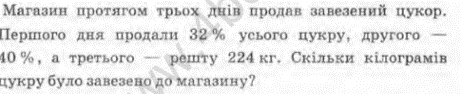 Магазин протягом трьох днів продав завезений цукор.
Першого дня продали 32 % усього цукру, другого —
40 %, а третього — решту 224 кг. Скільки кілограмів
цукру було завезено до магазину?